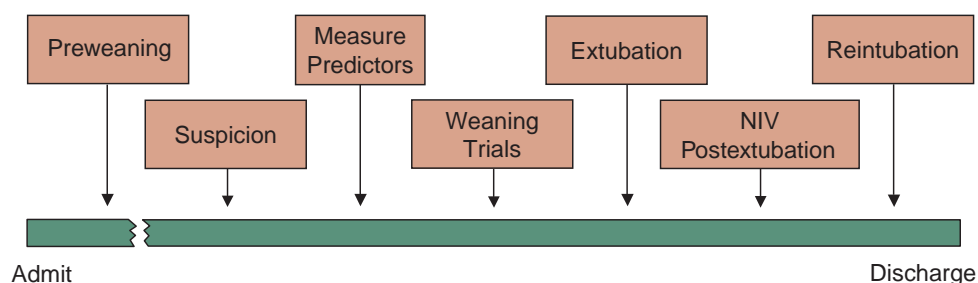 Preweaning
Suspicion
Measure
Predictors
Weaning
Trials
Extubation
NIV
Postextubation
Reintubation
Admit
Discharge